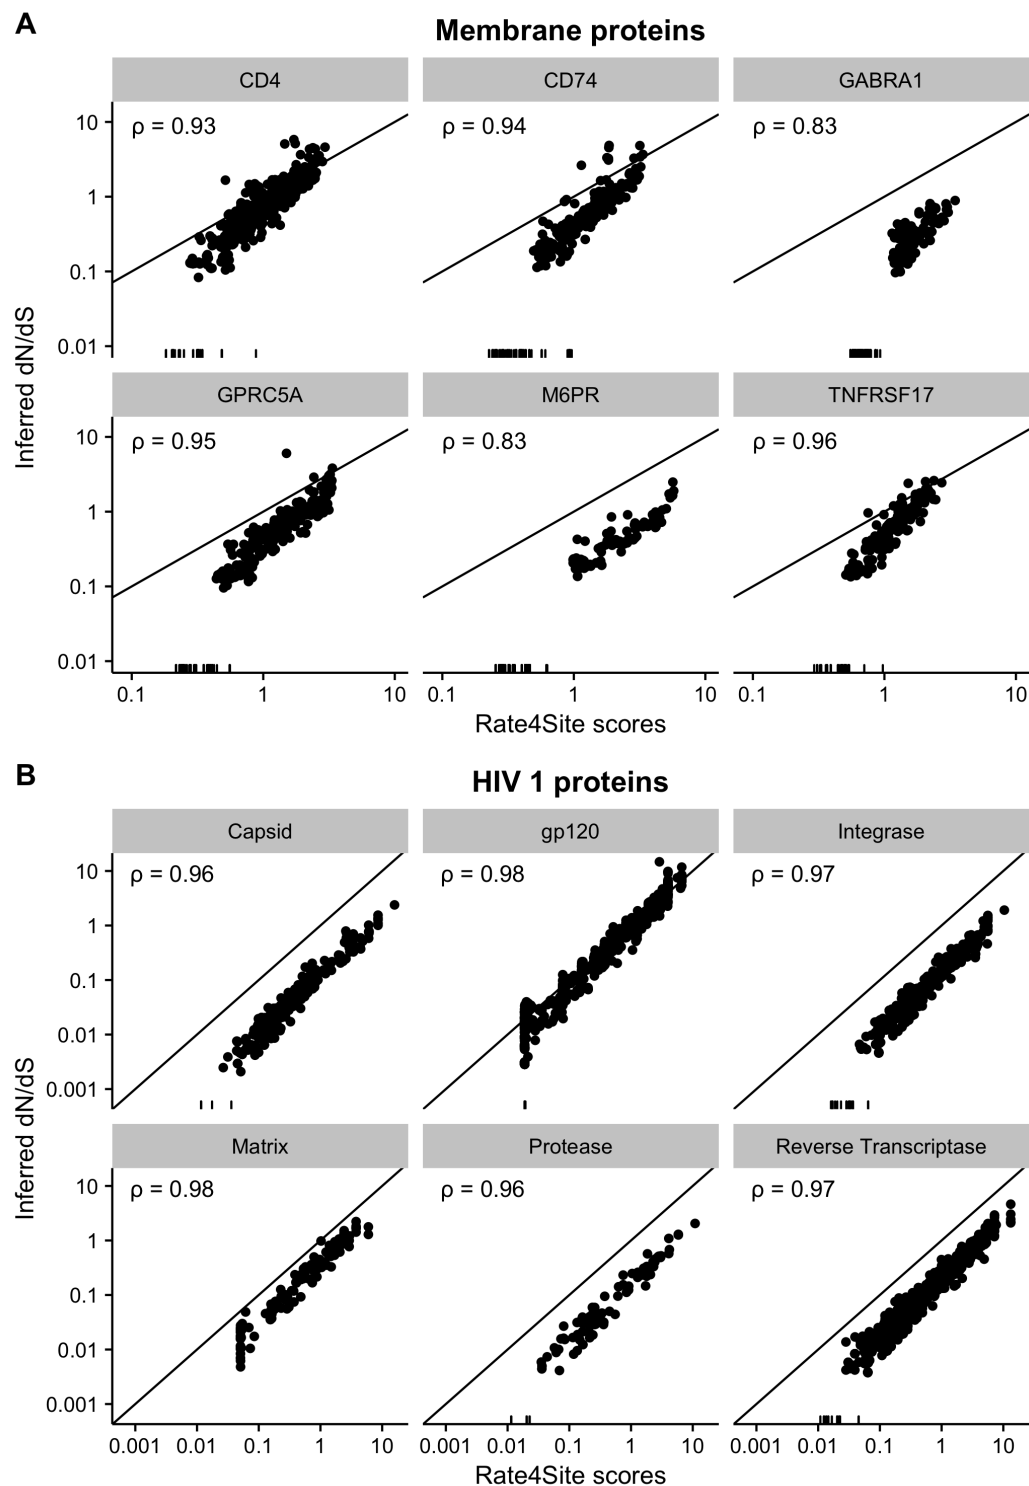 A
Membrane proteins
CD4
CD74
GABRA1
ρ = 0.93
ρ = 0.94
ρ = 0.83
10
1
0.1
0.01
GPRC5A
M6PR
TNFRSF17
ρ = 0.95
ρ = 0.83
ρ = 0.96
10
1
0.1
0.01
Inferred dN/dS
0.1 1 10
0.1 1 10
0.1 1 10
Rate4Site scores
B
HIV 1 proteins
Capsid
gp120
Integrase
ρ = 0.96
ρ = 0.98
ρ = 0.97
10
1
0.1
0.01
0.001
Matrix
Protease
Reverse Transcriptase
ρ = 0.98
ρ = 0.96
ρ = 0.97
10
1
0.1
0.01
0.001
Inferred dN/dS
0.001 0.01 0.1 1 10
0.001 0.01 0.1 1 10
0.001 0.01 0.1 1 10
Rate4Site scores